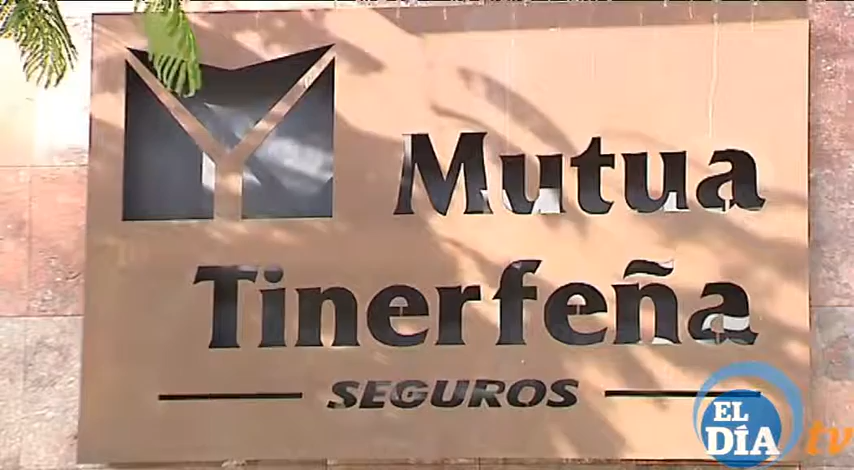 Mutua
Tinerfeña
SEGUROS
EL
DÍA tv